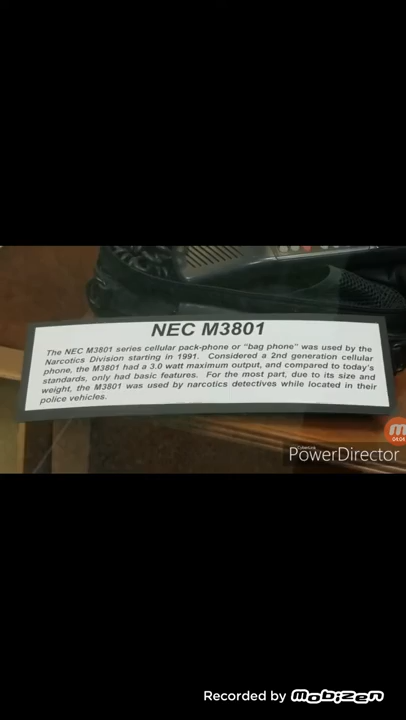 NEC M3801
The NEC M3801 series cellular pack-phone or "bag phone" was used by the
Narcotics Division starting in 1991. Considered a 2nd generation cellular
phone, the M3801 had a 3.0 watt maximum output, and compared to today's
standards, only had basic features. For the most part, due to its size and
weight, the M3801 was used by narcotics detectives while located in their
police vehicles.
04:04
PowerDirector
Recorded by mobizen